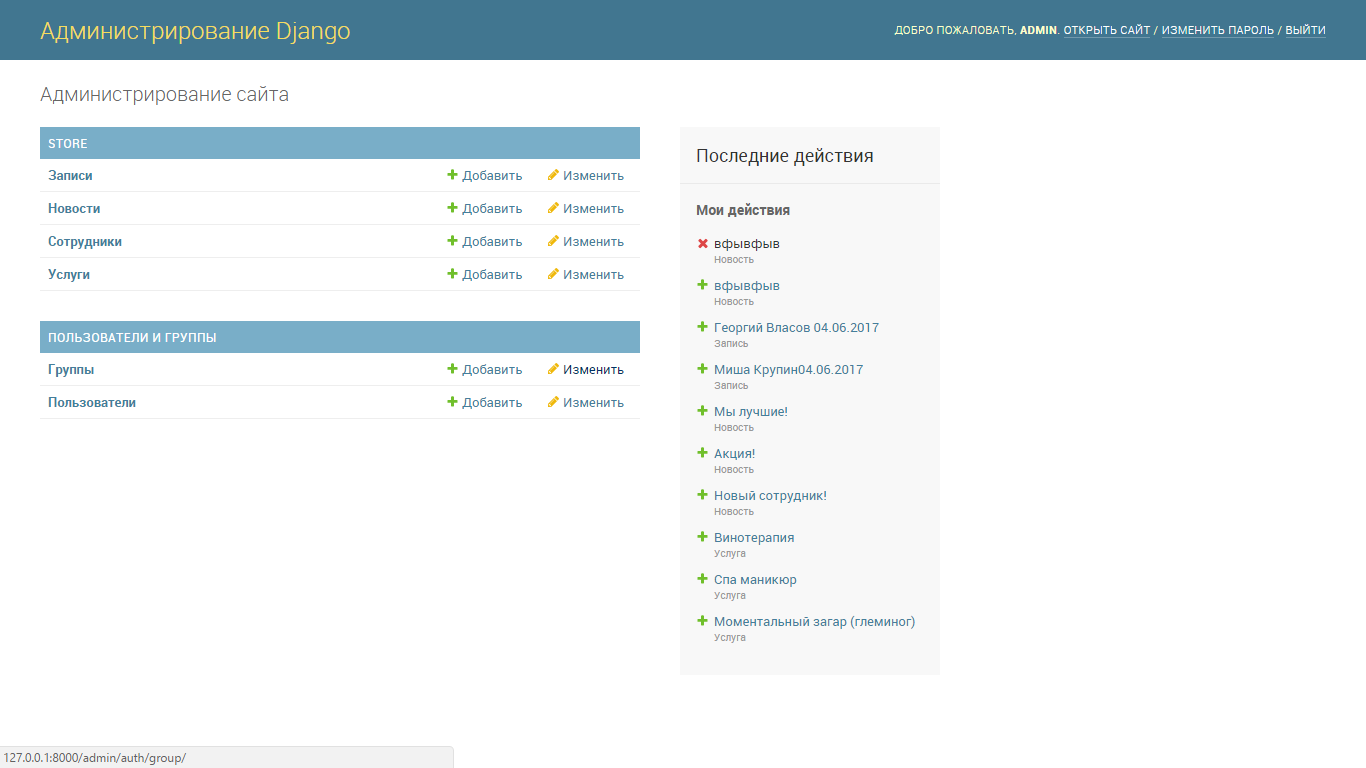 Администрирование Django
ДОБРО ПОЖАЛОВАТЬ, ADMIN. ОТКРЫТЬ САЙТ / ИЗМЕНИТЬ ПАРОЛЬ / ВЫЙТИ
Администрирование сайта
STORE
Записи Добавить Изменить
Новости Добавить Изменить
Сотрудники Добавить Изменить
Услуги Добавить Изменить
ПОЛЬЗОВАТЕЛИ И ГРУППЫ
Группы Добавить Изменить
Пользователи Добавить Изменить
Последние действия
Мои действия
вфывфыв
Новость
вфывфыв
Новость
Георгий Власов 04.06.2017
Запись
Миша Крупин04.06.2017
Запись
Мы лучшие!
Новость
Акция!
Новость
Новый сотрудник!
Новость
Винотерапия
Услуга
Спа маникюр
Услуга
Моментальный загар (глеминог)
Услуга
127.0.0.1:8000/admin/auth/group/